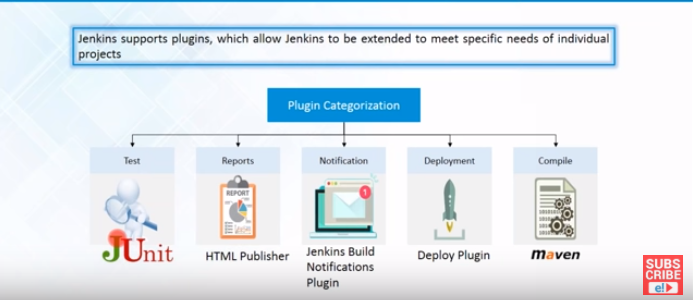 Jenkins supports plugins, which allow Jenkins to be extended to meet specific needs of individual
projects
Plugin Categorization
Test
Reports
Notification
Deployment
Compile
REPORT
1
JUnit
HTML Publisher
Jenkins Build
Notifications
Plugin
Deploy Plugin
maven
SUBS
CRIBE
e!